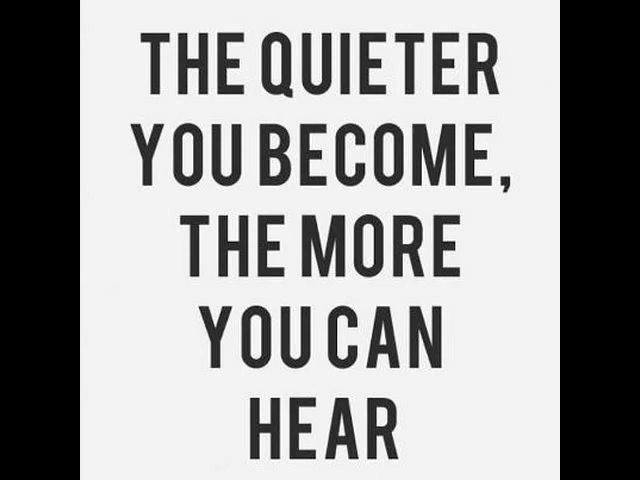 THE QUIETER
YOU BECOME,
THE MORE
YOU CAN
HEAR